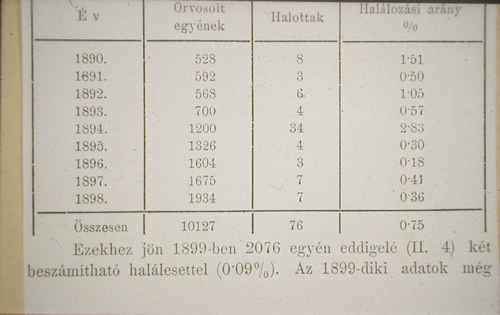 É v Orvosolt egyének Halottak Halálozási arány %
1890. 528 8 1·51
1891. 592 3 0·50
1892. 568 6 1·05
1893. 700 4 0·57
1894. 1200 34 2·83
1895. 1326 4 0·30
1896. 1604 3 0·18
1897. 1675 7 0·41
1898. 1934 7 0·36
Összesen 10127 76 0·75
Ezekhez jön 1899-ben 2076 egyén eddigelé (II. 4) két
beszámitható halálesettel (0·09%). Az 1899-diki adatok még